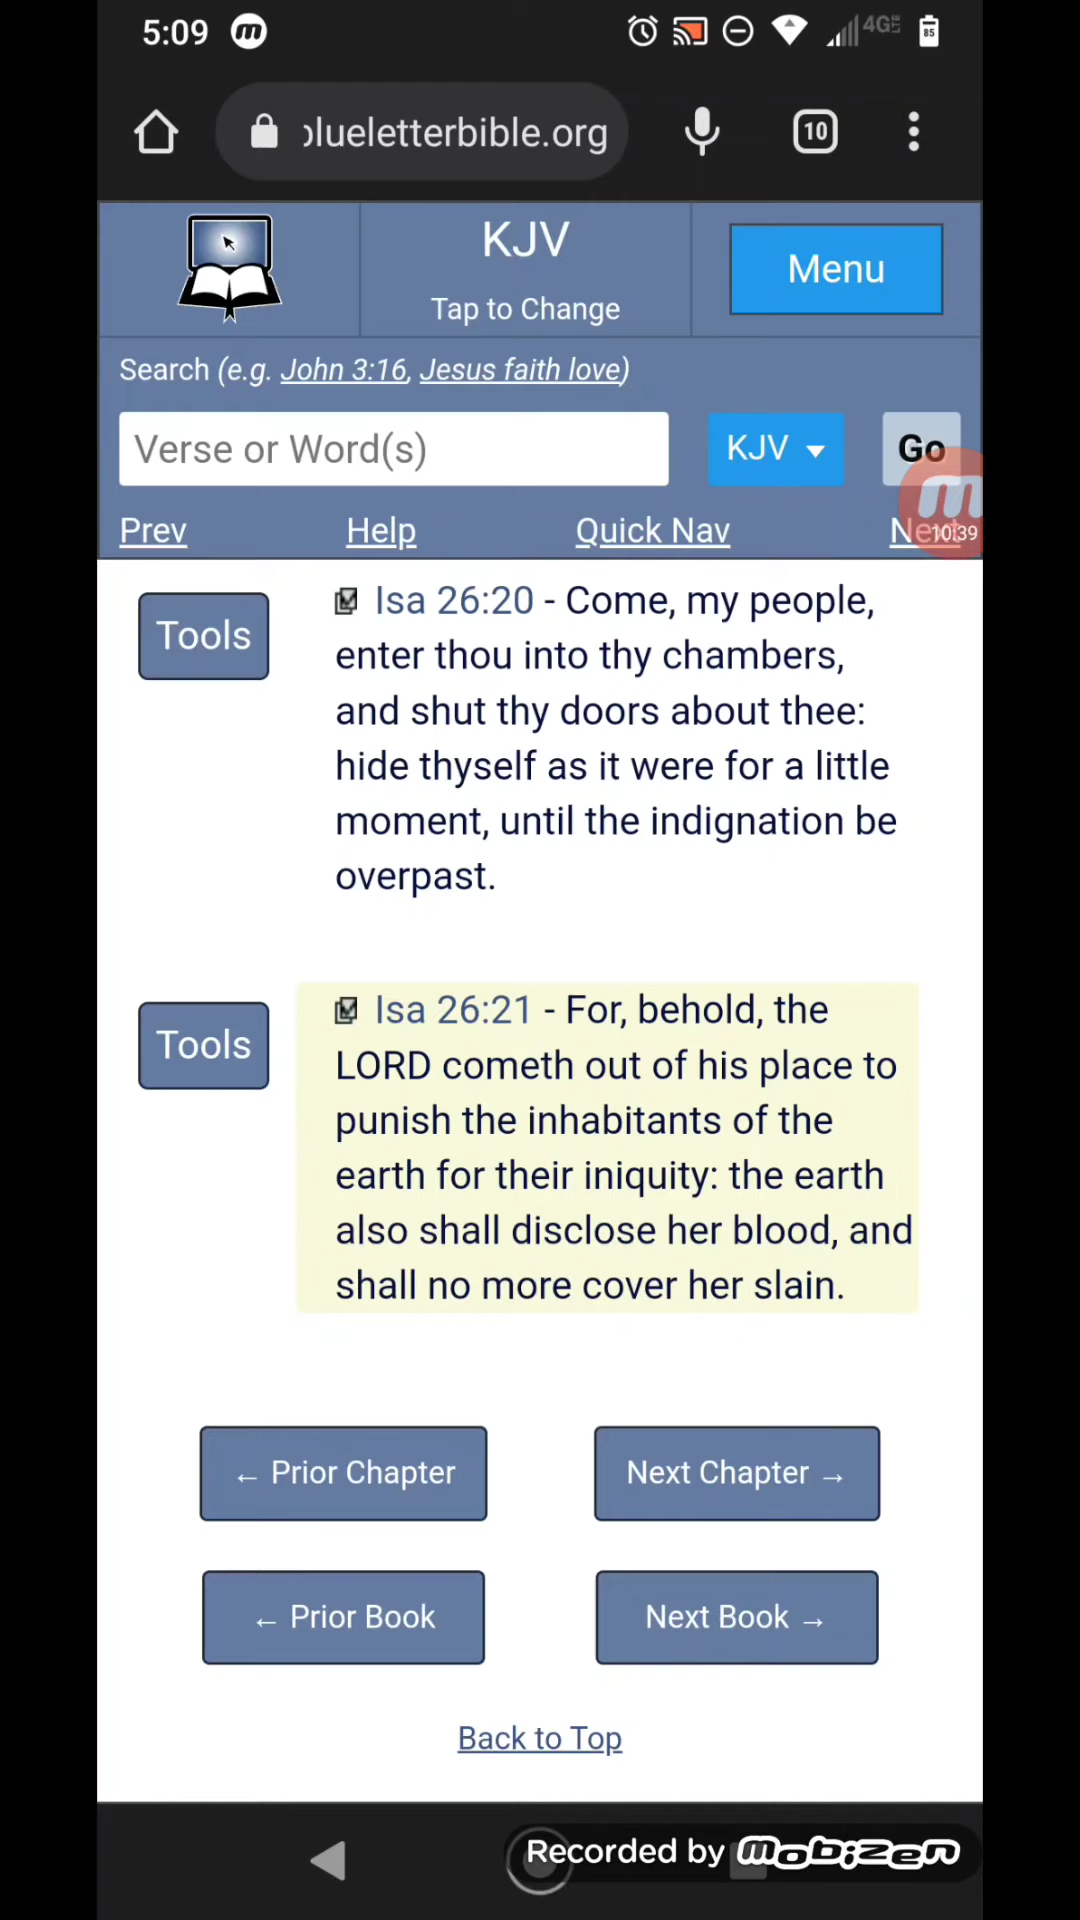 5:09 m 4G LTE 85
blueletterbible.org 10
KJV
Tap to Change
Menu
Search (e.g. John 3:16, Jesus faith love)
Verse or Word(s) KJV Go
Prev Help Quick Nav Next
10:39
Tools
Isa 26:20 - Come, my people,
enter thou into thy chambers,
and shut thy doors about thee:
hide thyself as it were for a little
moment, until the indignation be
overpast.
Tools
Isa 26:21 - For, behold, the
LORD cometh out of his place to
punish the inhabitants of the
earth for their iniquity: the earth
also shall disclose her blood, and
shall no more cover her slain.
← Prior Chapter Next Chapter →
← Prior Book Next Book →
Back to Top
Recorded by mobizen